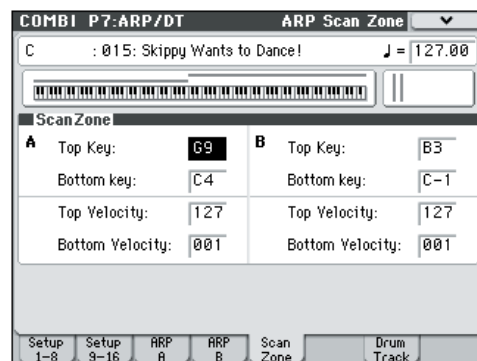 COMBI P7:ARP/DT ARP Scan Zone
C : 015: Skippy Wants to Dance! ♩= 127.00
Scan Zone
A Top Key: G9 B Top Key: B3
Bottom key: C4 Bottom key: C-1
Top Velocity: 127 Top Velocity: 127
Bottom Velocity: 001 Bottom Velocity: 001
Setup 1-8 Setup 9-16 ARP A ARP B Scan Zone Drum Track